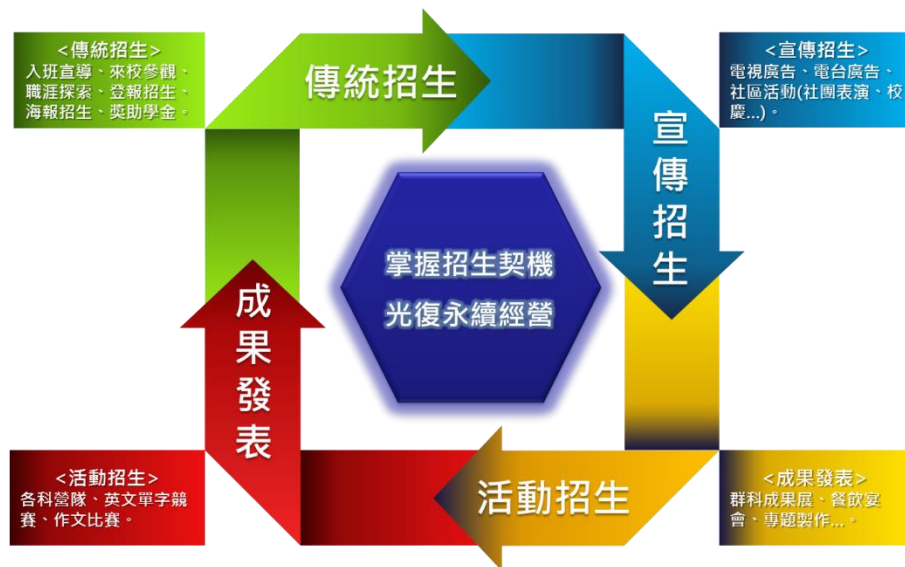 <傳統招生>
入班宣導、來校參觀、
職涯探索、登報招生、
海報招生、獎助學金。
傳統招生
<宣傳招生>
電視廣告、電台廣告、
社區活動(社團表演、校
慶...)。
宣傳招生
掌握招生契機
光復永續經營
成果發表
<活動招生>
各科營隊、英文單字競
賽、作文比賽。
活動招生
<成果發表>
群科成果展、餐飲宴
會、專題製作...。